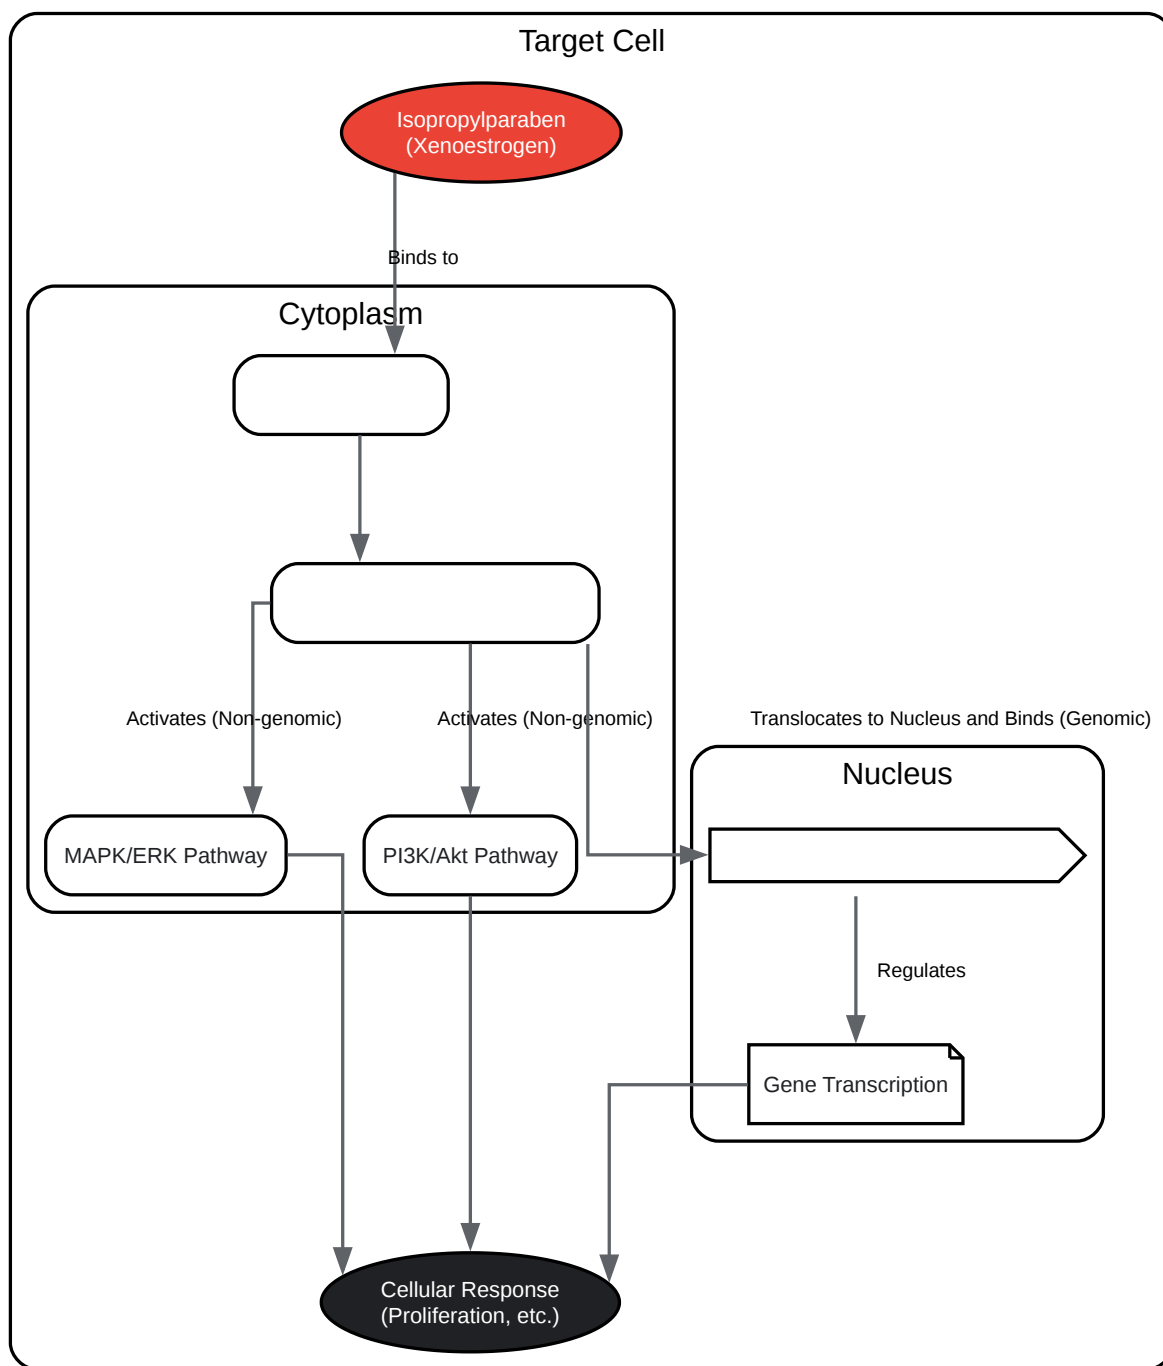 Target Cell
Isopropylparaben
(Xenoestrogen)
Binds to
Cytoplasm
Activates (Non-genomic)
Activates (Non-genomic)
Translocates to Nucleus and Binds (Genomic)
Nucleus
MAPK/ERK Pathway
PI3K/Akt Pathway
Regulates
Gene Transcription
Cellular Response
(Proliferation, etc.)